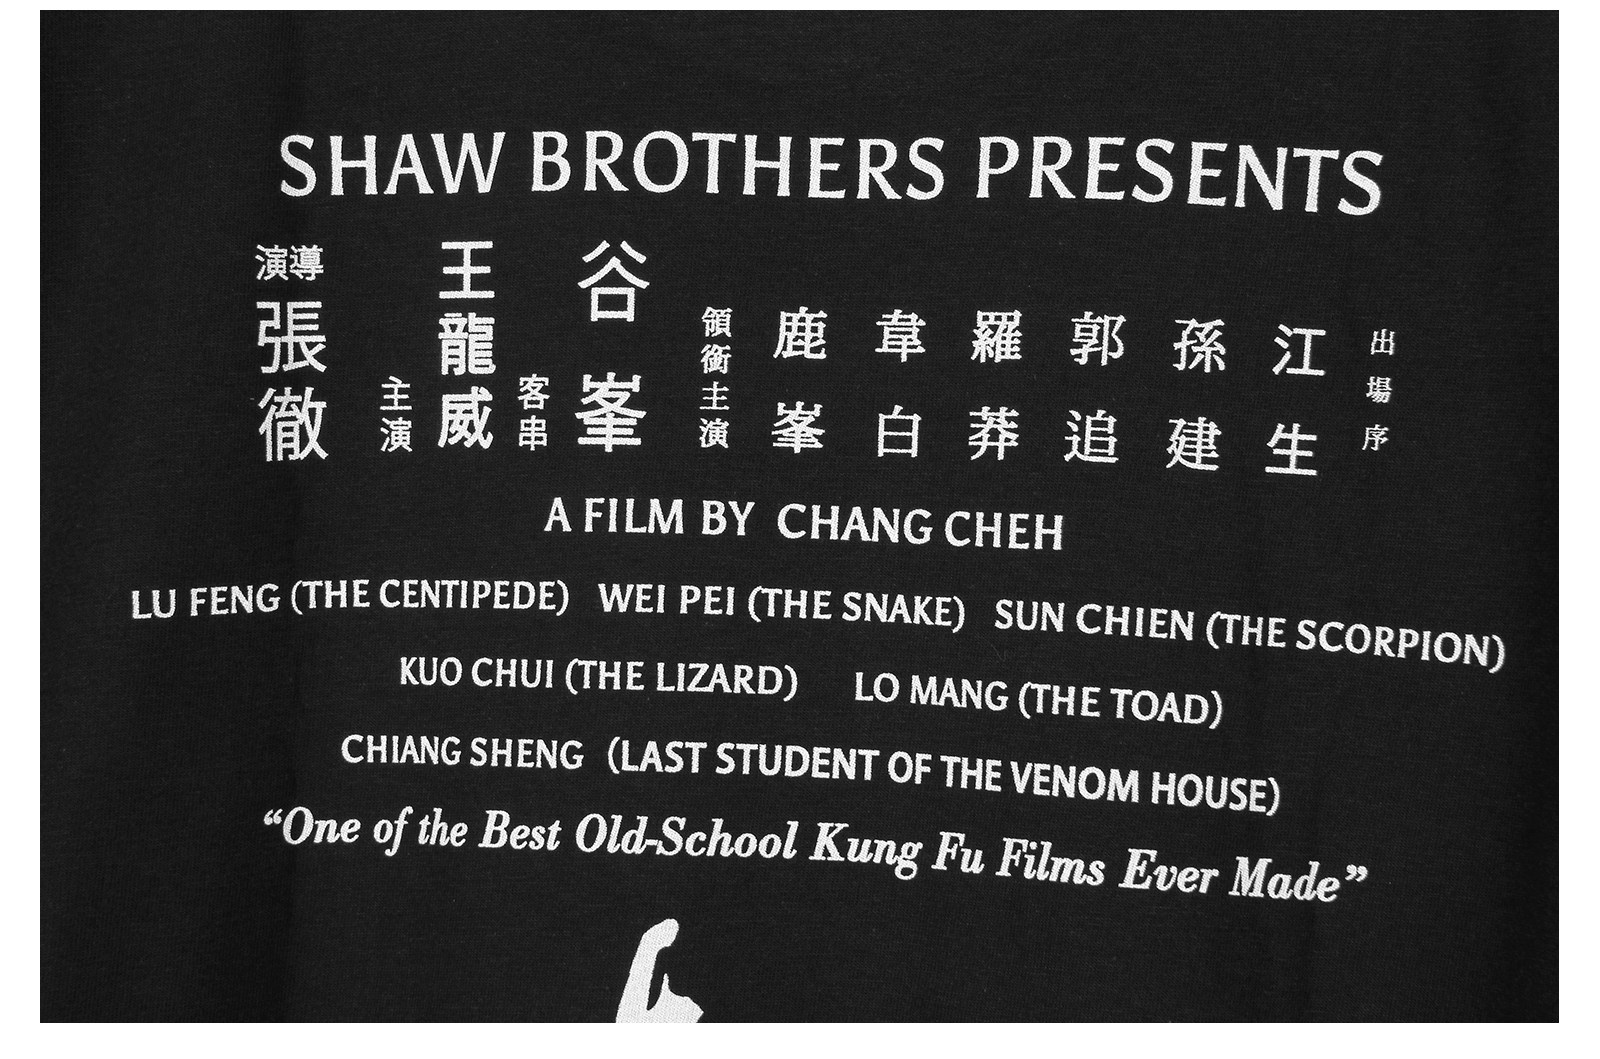 SHAW BROTHERS PRESENTS
演導
張徹
主演
王龍威
客串
谷峯
領銜主演
鹿峯
韋白
羅莽
郭追
孫建
江生
出場序
A FILM BY CHANG CHEH
LU FENG (THE CENTIPEDE) WEI PEI (THE SNAKE) SUN CHIEN (THE SCORPION)
KUO CHUI (THE LIZARD) LO MANG (THE TOAD)
CHIANG SHENG (LAST STUDENT OF THE VENOM HOUSE)
“One of the Best Old-School Kung Fu Films Ever Made”